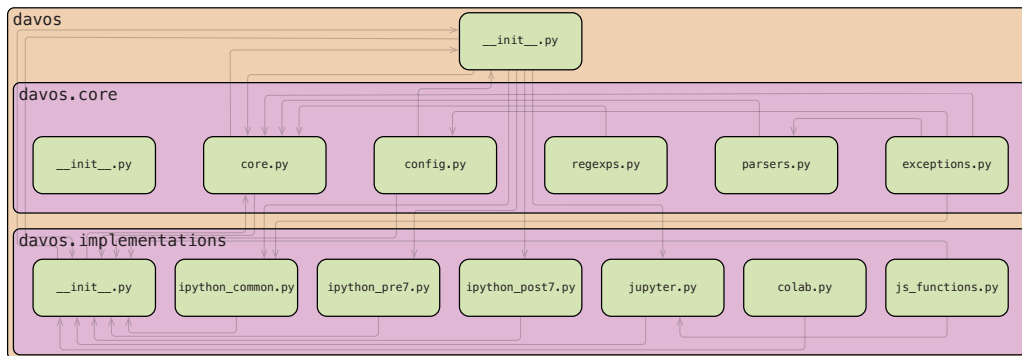 davos
__init__.py
davos.core
__init__.py
core.py
config.py
regexps.py
parsers.py
exceptions.py
davos.implementations
__init__.py
ipython_common.py
ipython_pre7.py
ipython_post7.py
jupyter.py
colab.py
js_functions.py